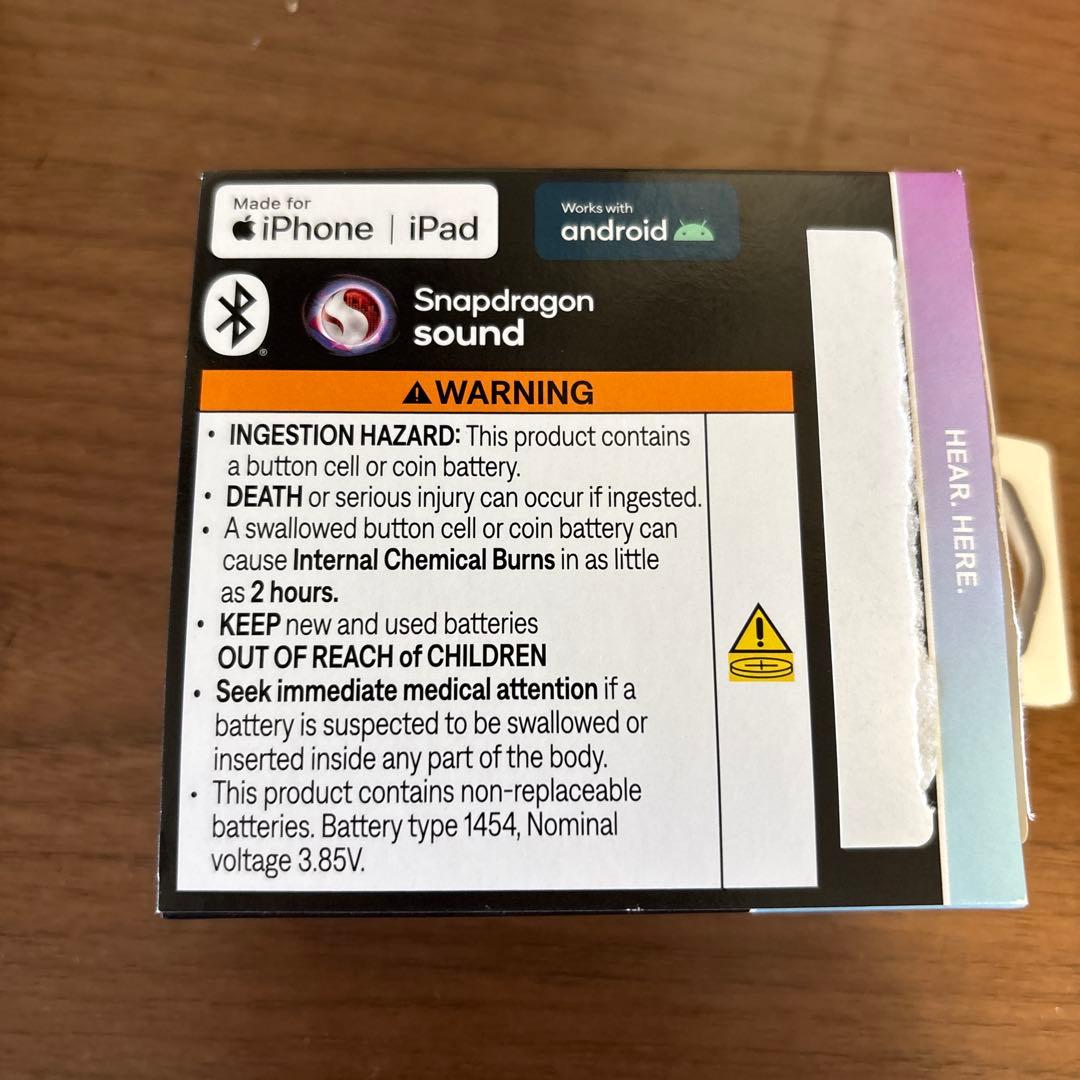 Made for
iPhone | iPad
Works with
android
Snapdragon
sound
WARNING
• INGESTION HAZARD: This product contains
a button cell or coin battery.
• DEATH or serious injury can occur if ingested.
• A swallowed button cell or coin battery can
cause Internal Chemical Burns in as little
as 2 hours.
• KEEP new and used batteries
OUT OF REACH of CHILDREN
• Seek immediate medical attention if a
battery is suspected to be swallowed or
inserted inside any part of the body.
• This product contains non-replaceable
batteries. Battery type 1454, Nominal
voltage 3.85V.
HEAR. HERE.